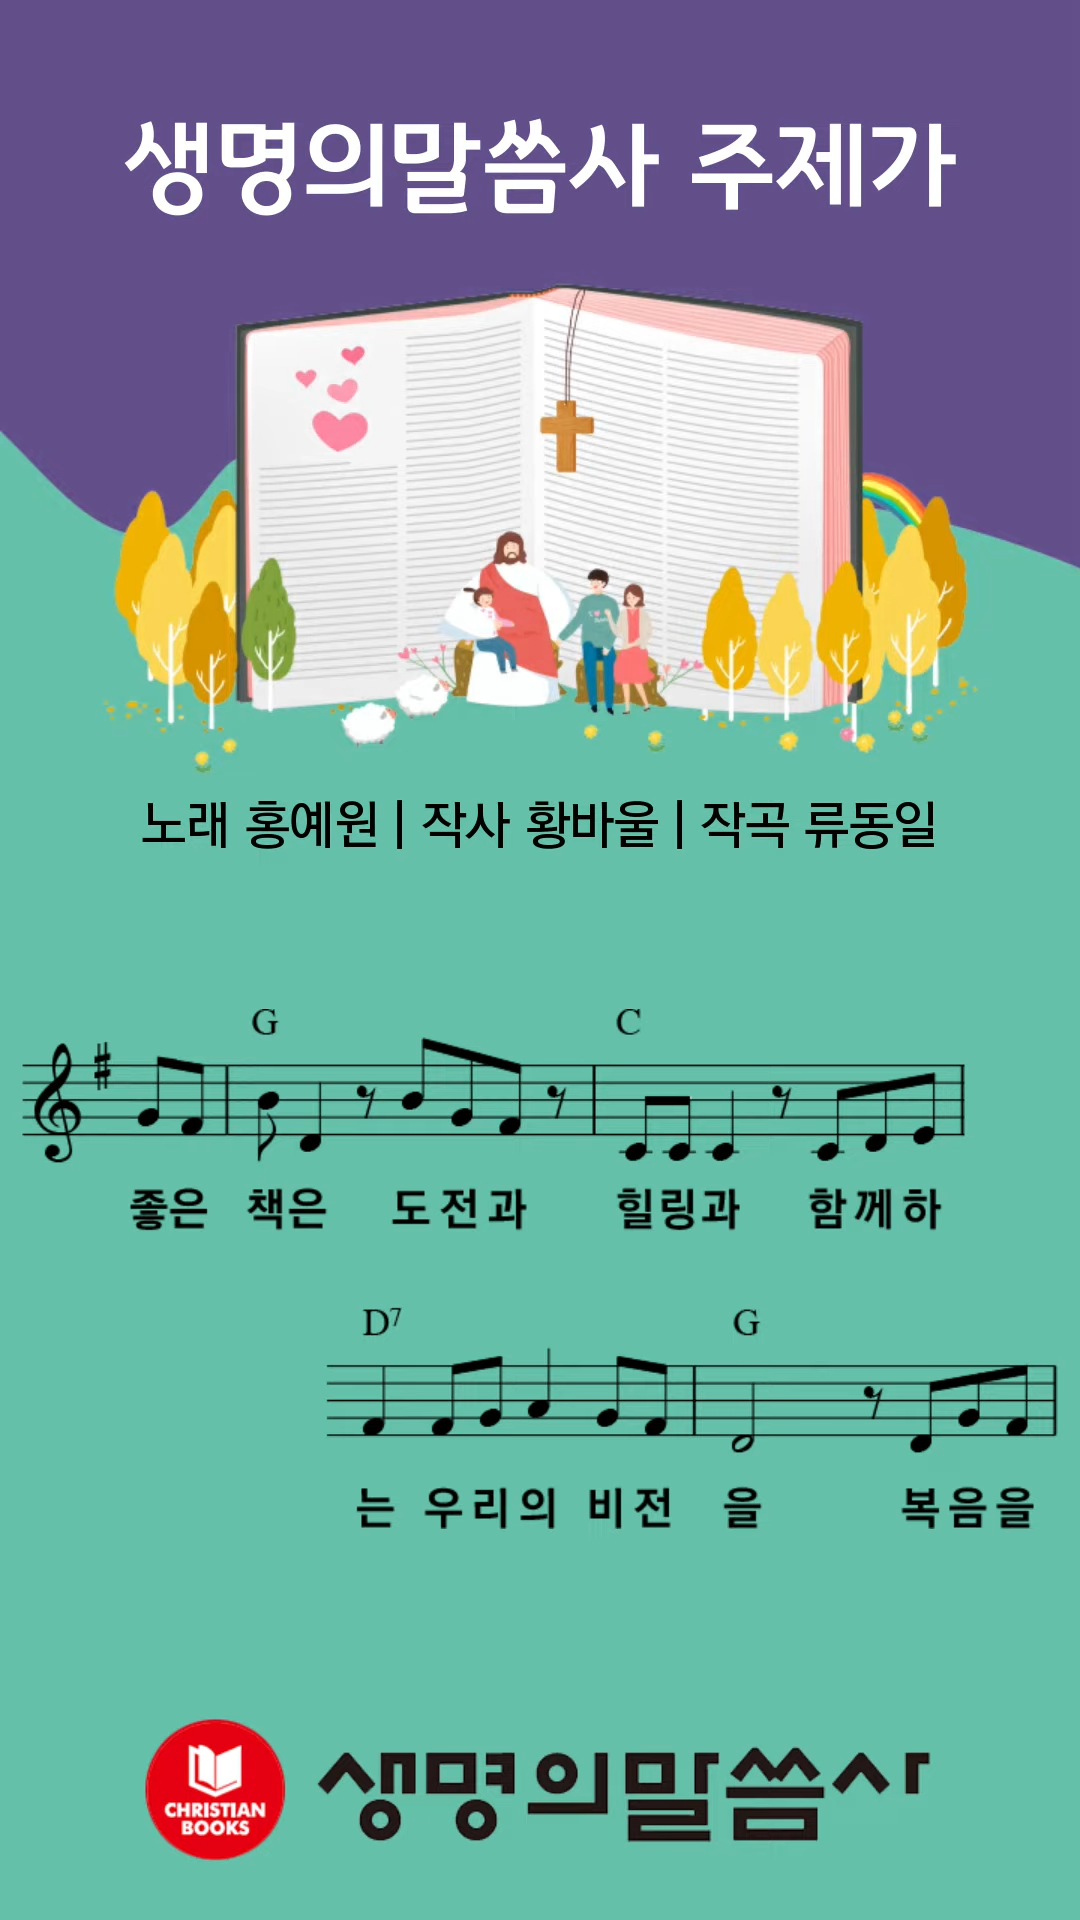 생명의말씀사 주제가
노래 홍예원 | 작사 황바울 | 작곡 류동일
G C
좋은 책은 도전과 힐링과 함께하
D7 G
는 우리의 비전을 복음을
CHRISTIAN
BOOKS
생명의말씀사